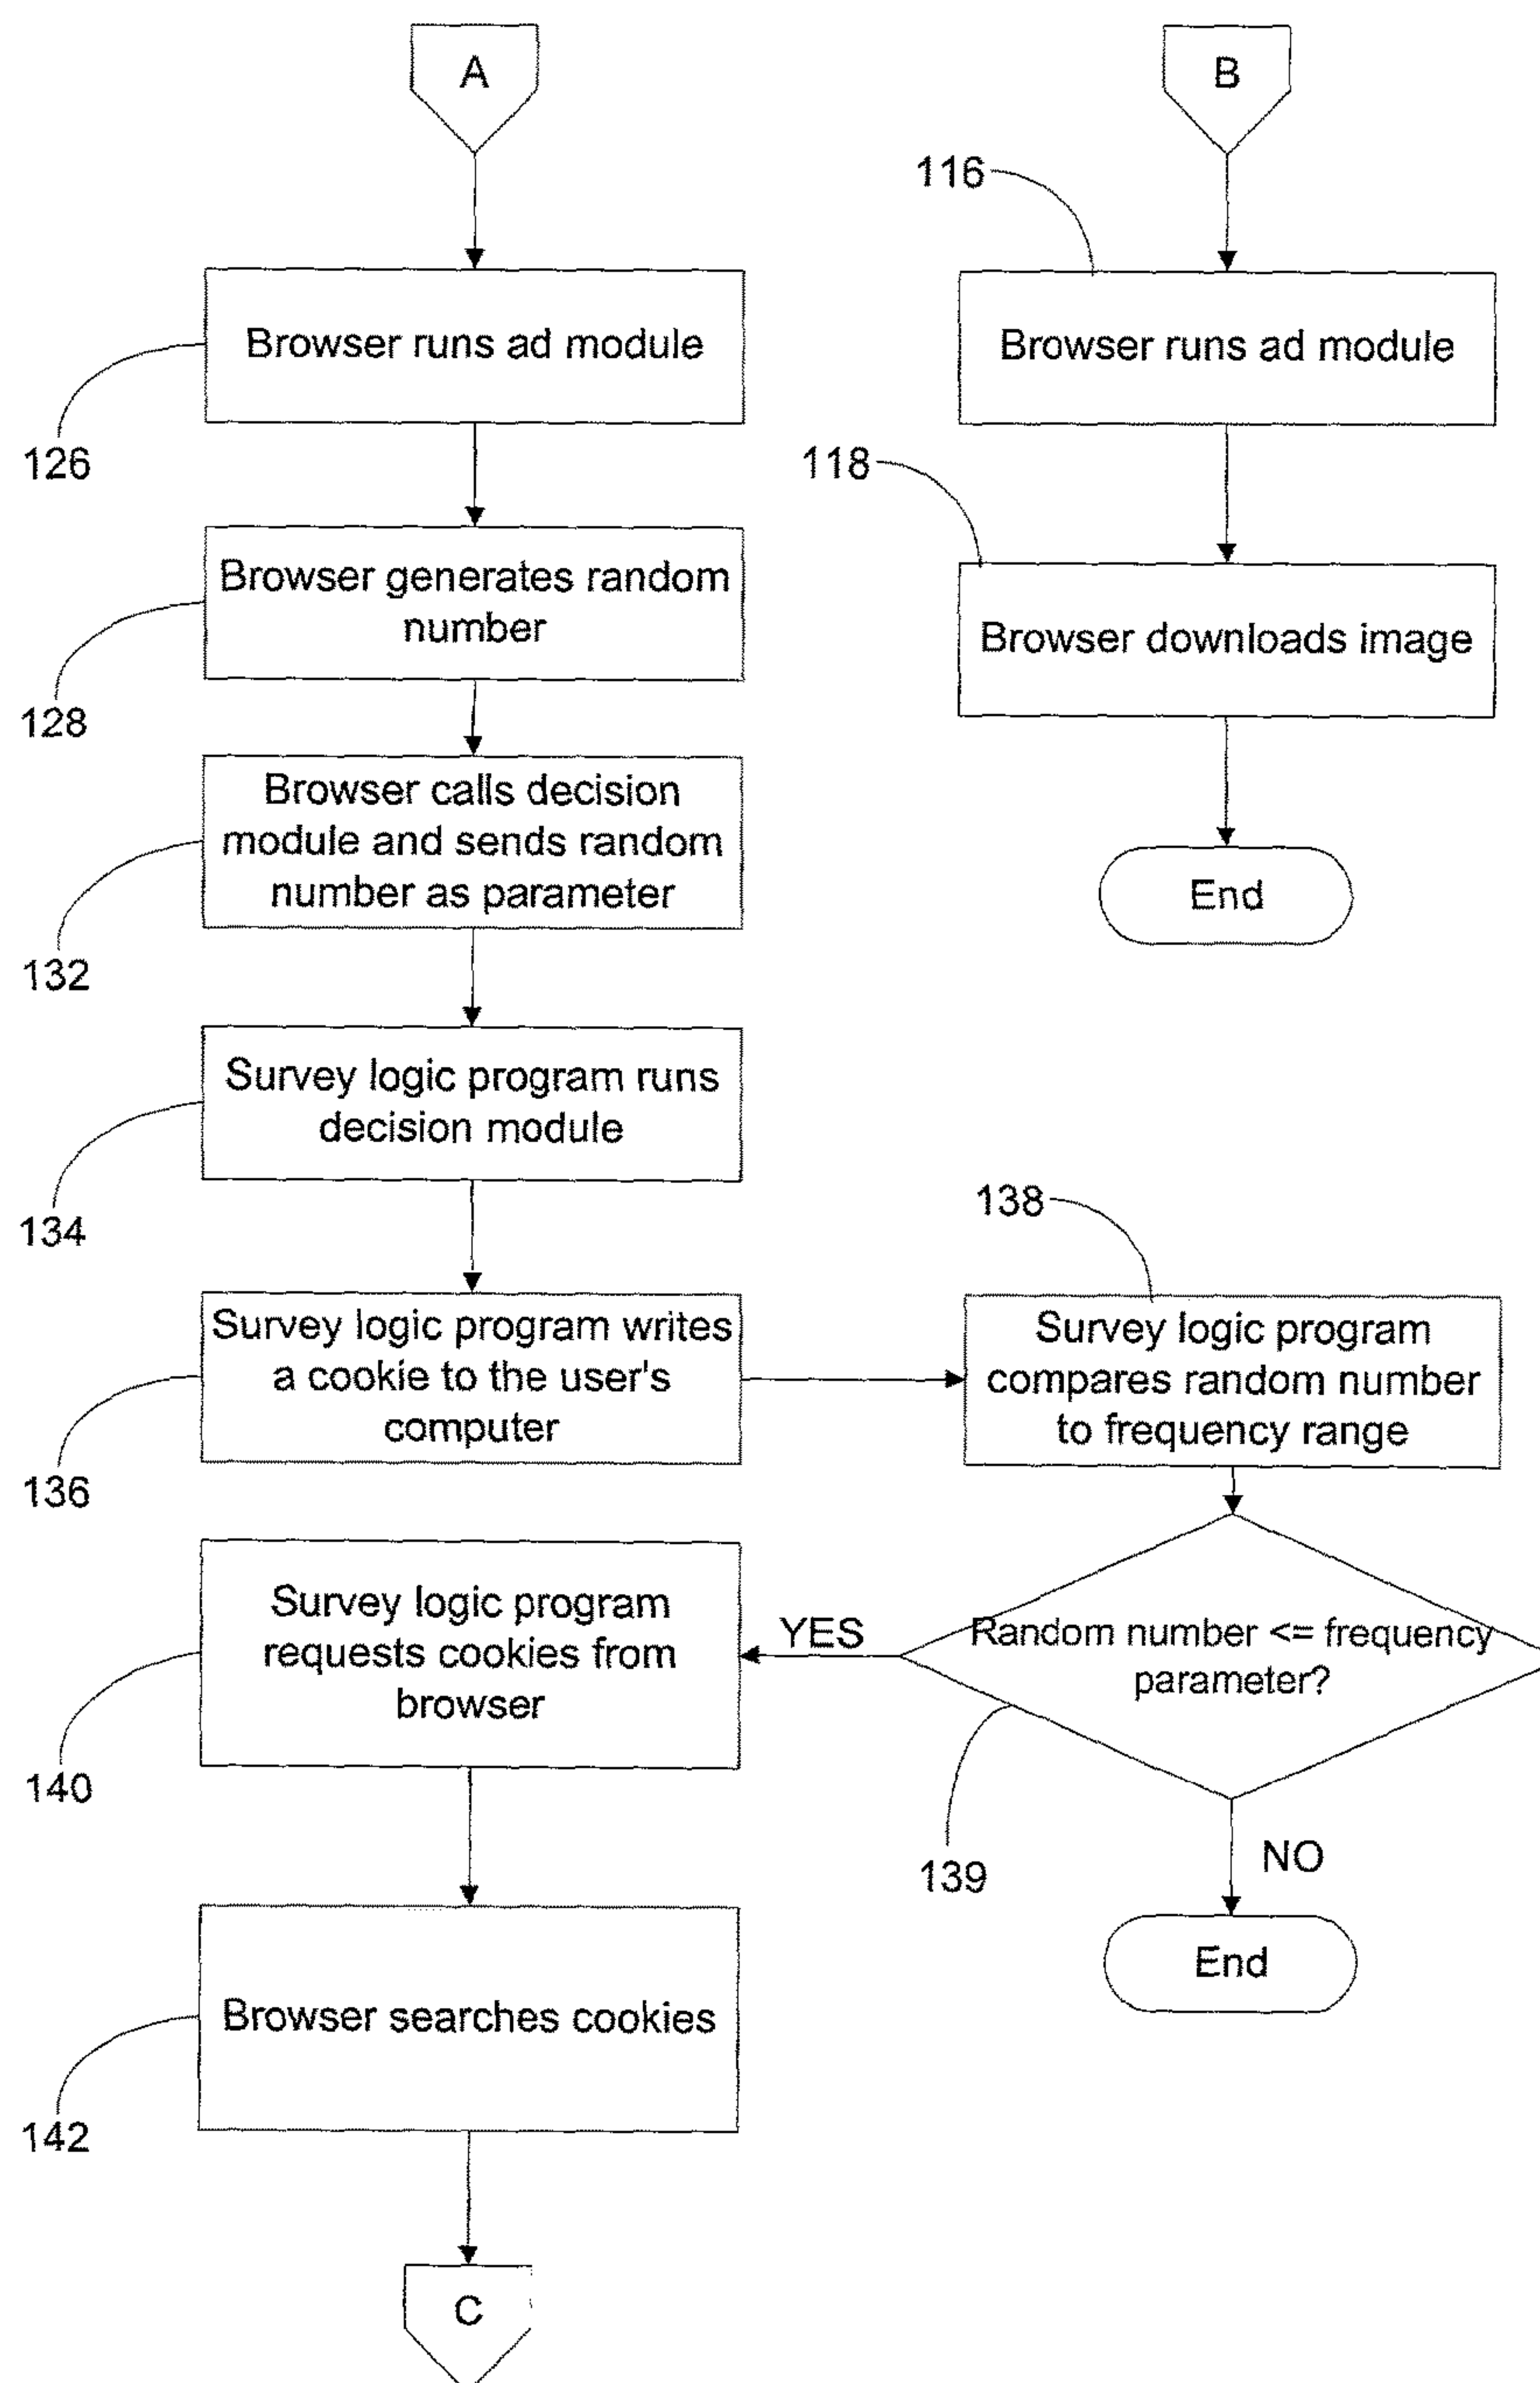 A
Browser runs ad module
126
Browser generates random
number
128
Browser calls decision
module and sends random
number as parameter
132
Survey logic program runs
decision module
134
Survey logic program writes
a cookie to the user's
computer
136
B
116
Browser runs ad module
118
Browser downloads image
End
138
Survey logic program
compares random number
to frequency range
Random number <= frequency
parameter?
139
YES
NO
End
Survey logic program
requests cookies from
browser
140
Browser searches cookies
142
C